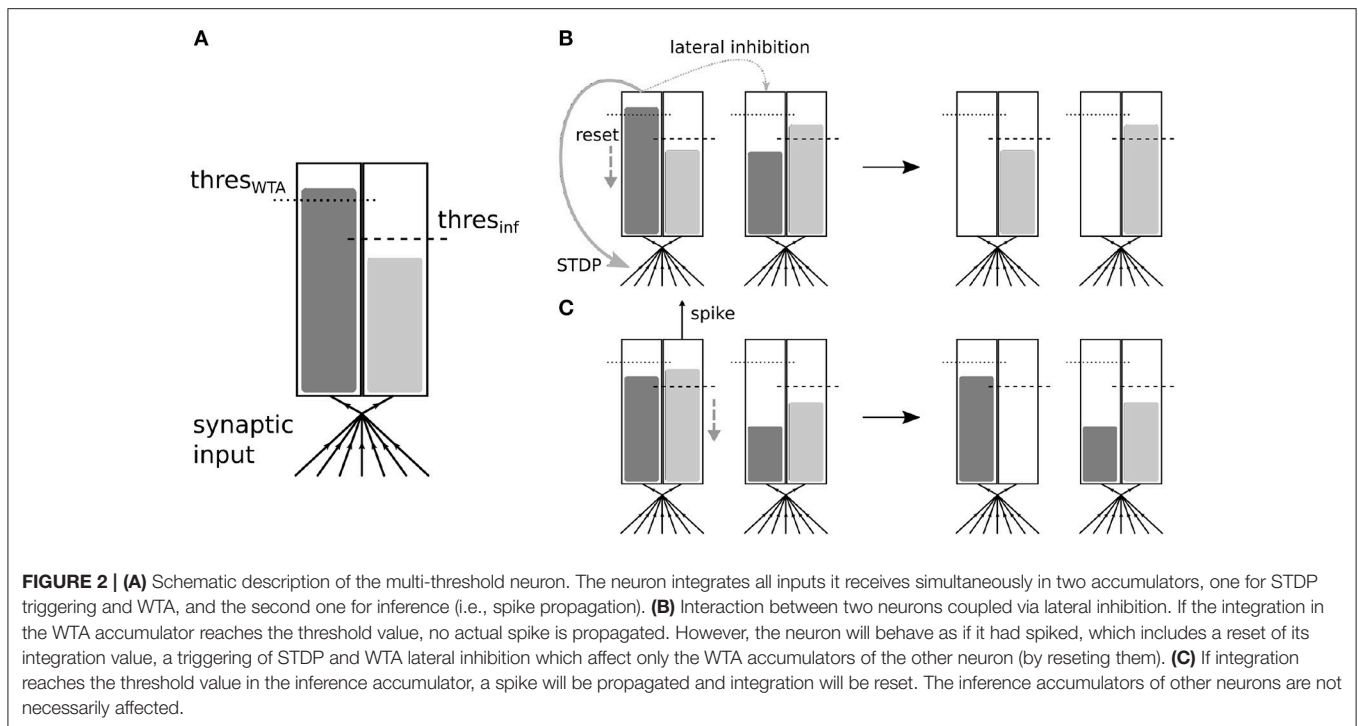 A
thres_WTA
thres_inf
synaptic
input
B
lateral inhibition
reset
STDP
C
spike
FIGURE 2 | (A) Schematic description of the multi-threshold neuron. The neuron integrates all inputs it receives simultaneously in two accumulators, one for STDP
triggering and WTA, and the second one for inference (i.e., spike propagation). (B) Interaction between two neurons coupled via lateral inhibition. If the integration in
the WTA accumulator reaches the threshold value, no actual spike is propagated. However, the neuron will behave as if it had spiked, which includes a reset of its
integration value, a triggering of STDP and WTA lateral inhibition which affect only the WTA accumulators of the other neuron (by reseting them). (C) If integration
reaches the threshold value in the inference accumulator, a spike will be propagated and integration will be reset. The inference accumulators of other neurons are not
necessarily affected.